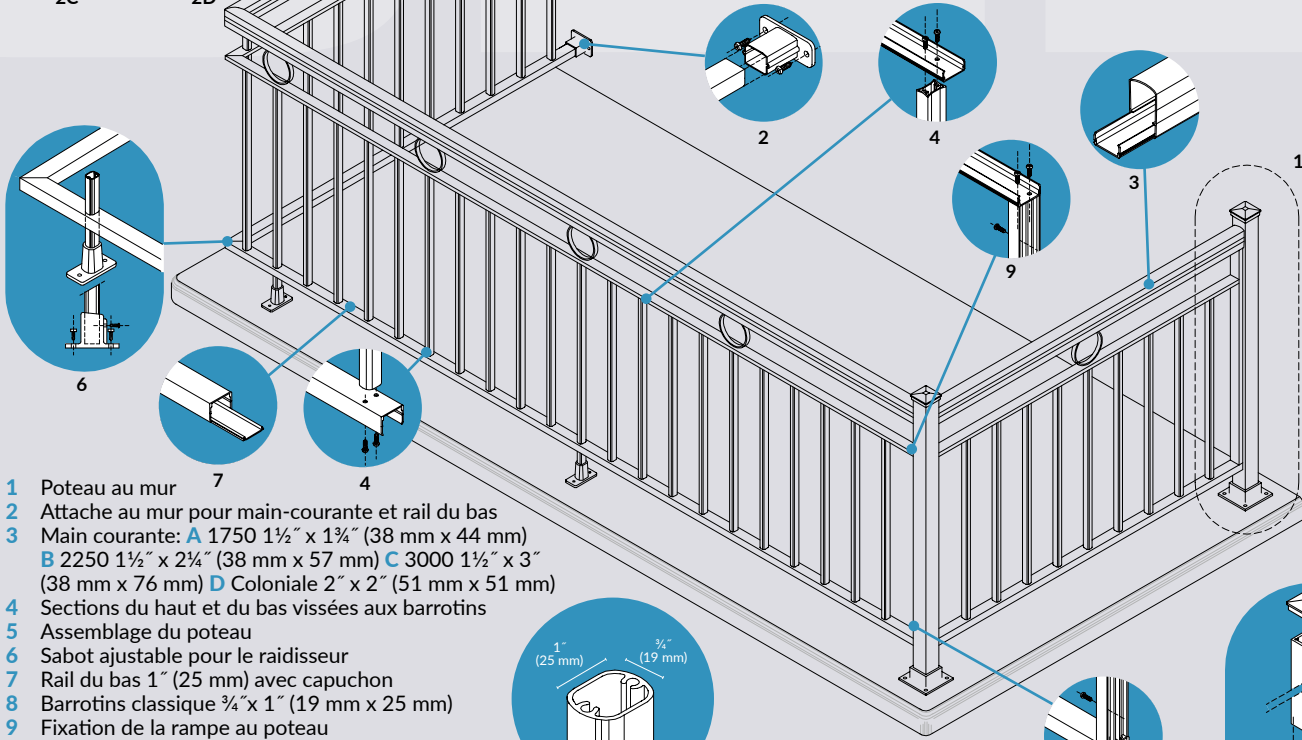 2C
2D
2
4
3
1
9
6
7
4
1 Poteau au mur
2 Attache au mur pour main-courante et rail du bas
3 Main courante: A 1750 1½˝ x 1¾˝ (38 mm x 44 mm)
B 2250 1½˝ x 2¼˝ (38 mm x 57 mm) C 3000 1½˝ x 3˝
(38 mm x 76 mm) D Coloniale 2˝ x 2˝ (51 mm x 51 mm)
4 Sections du haut et du bas vissées aux barrotins
5 Assemblage du poteau
6 Sabot ajustable pour le raidisseur
7 Rail du bas 1˝ (25 mm) avec capuchon
8 Barrotins classique ¾˝x 1˝ (19 mm x 25 mm)
9 Fixation de la rampe au poteau
1˝
(25 mm)
¾˝
(19 mm)